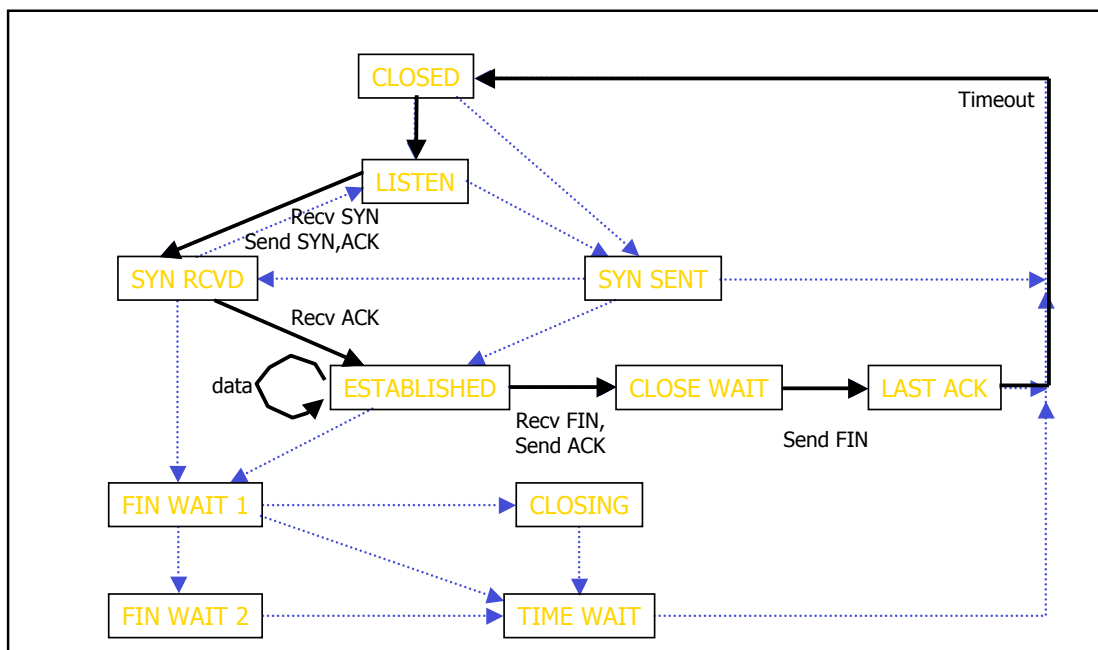 CLOSED
Timeout
LISTEN
Recv SYN
Send SYN,ACK
SYN RCVD
SYN SENT
Recv ACK
data
ESTABLISHED
CLOSE WAIT
LAST ACK
Recv FIN,
Send ACK
Send FIN
FIN WAIT 1
CLOSING
FIN WAIT 2
TIME WAIT